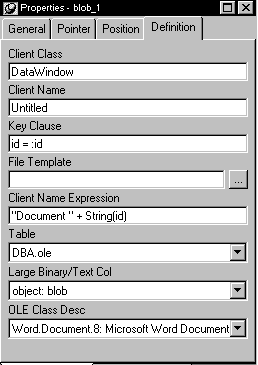 Properties - blob_1
General Pointer Position Definition
Client Class
DataWindow
Client Name
Untitled
Key Clause
id = :id
File Template
...
Client Name Expression
"Document " + String(id)
Table
DBA.ole
Large Binary/Text Col
object: blob
OLE Class Desc
Word.Document.8: Microsoft Word Document